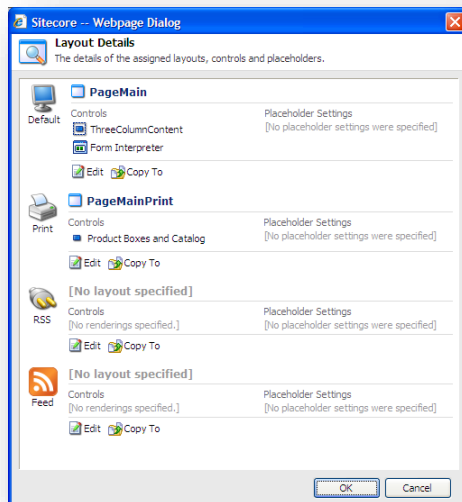 Sitecore -- Webpage Dialog
Layout Details
The details of the assigned layouts, controls and placeholders.
Default
PageMain
Controls
Placeholder Settings
ThreeColumnContent
[No placeholder settings were specified]
Form Interpreter
Edit Copy To
Print
PageMainPrint
Controls
Placeholder Settings
Product Boxes and Catalog
[No placeholder settings were specified]
Edit Copy To
RSS
[No layout specified]
Controls
Placeholder Settings
[No renderings specified.]
[No placeholder settings were specified]
Edit Copy To
Feed
[No layout specified]
Controls
Placeholder Settings
[No renderings specified.]
[No placeholder settings were specified]
Edit Copy To
OK Cancel